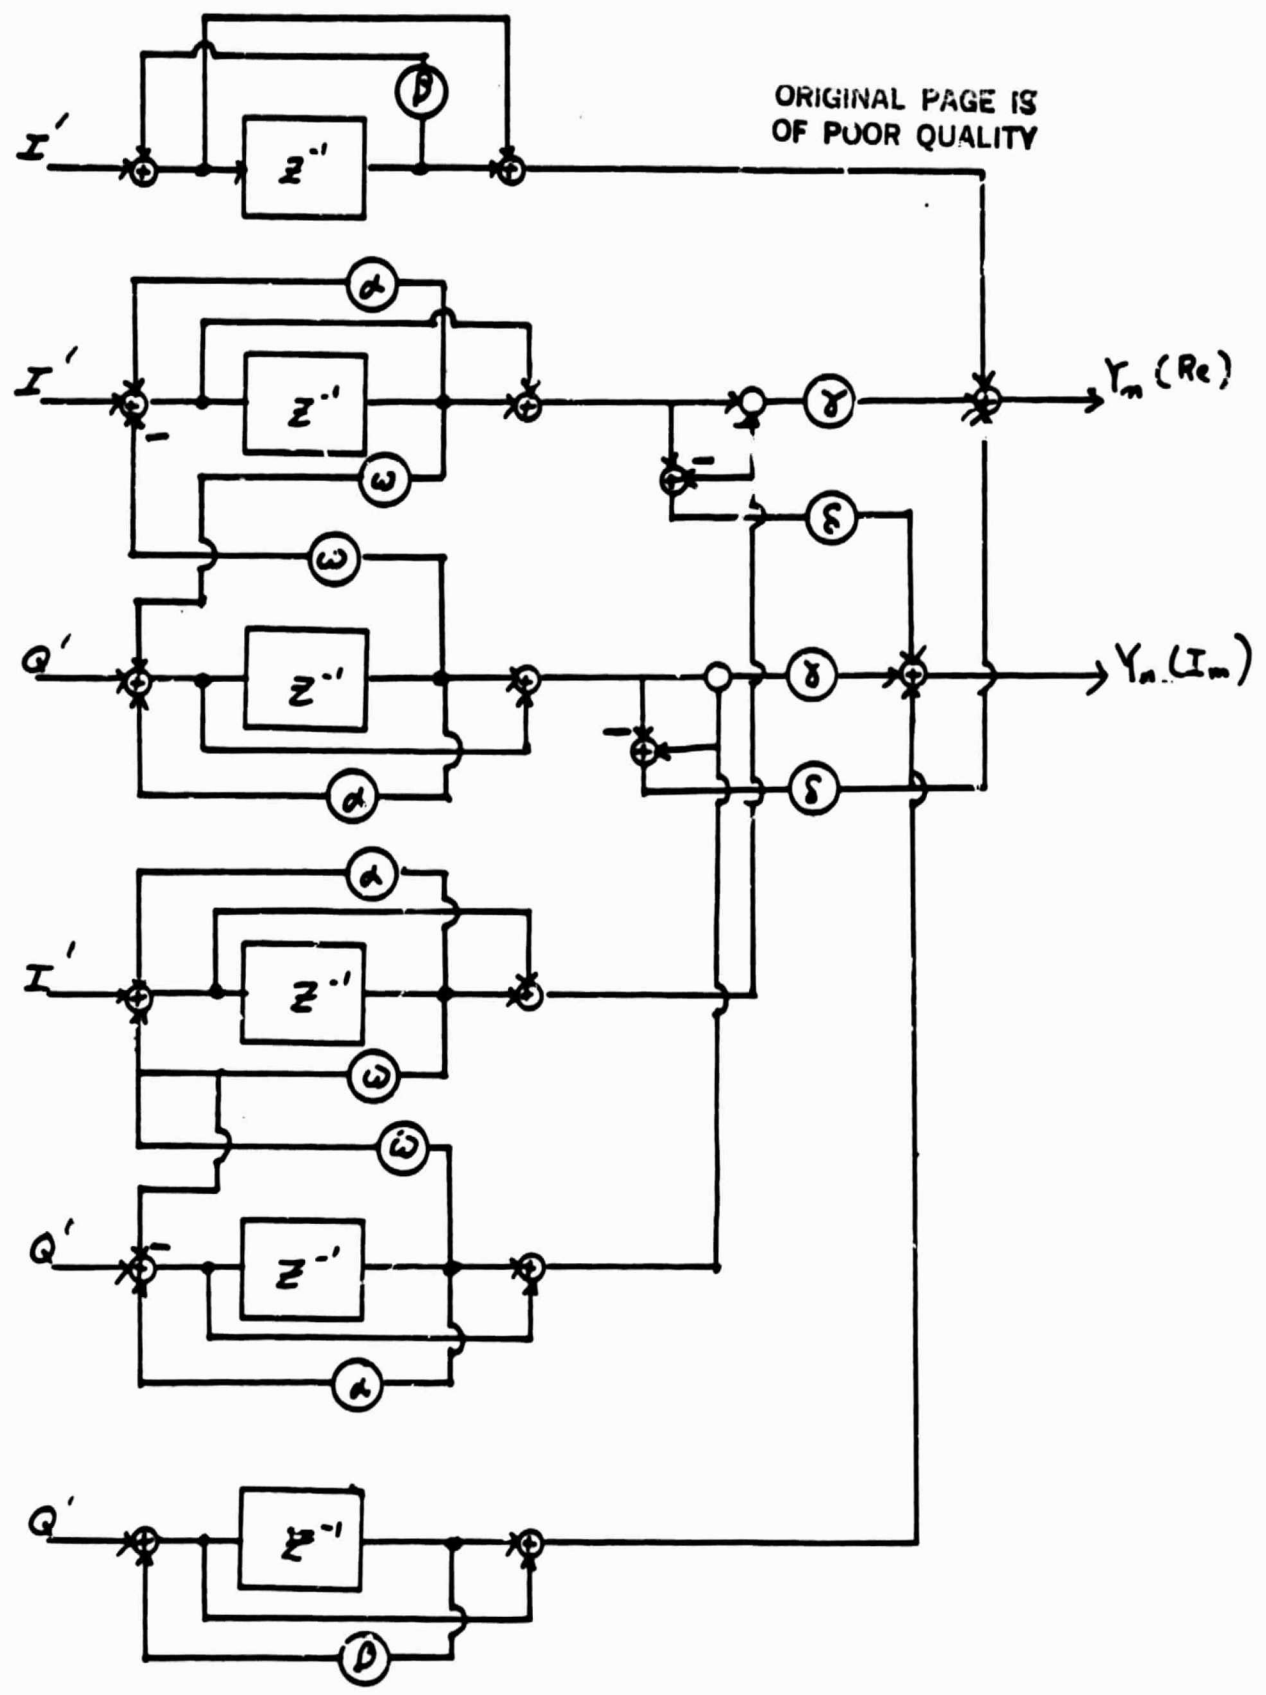 β
ORIGINAL PAGE IS
OF POOR QUALITY
I'
z⁻¹
α
I'
z⁻¹
Yₙ (Re)
γ
−
−
ω
δ
ω
Q'
z⁻¹
γ
Yₙ (Im)
−
δ
α
α
I'
z⁻¹
ω
ω
Q'
−
z⁻¹
α
Q'
z⁻¹
β